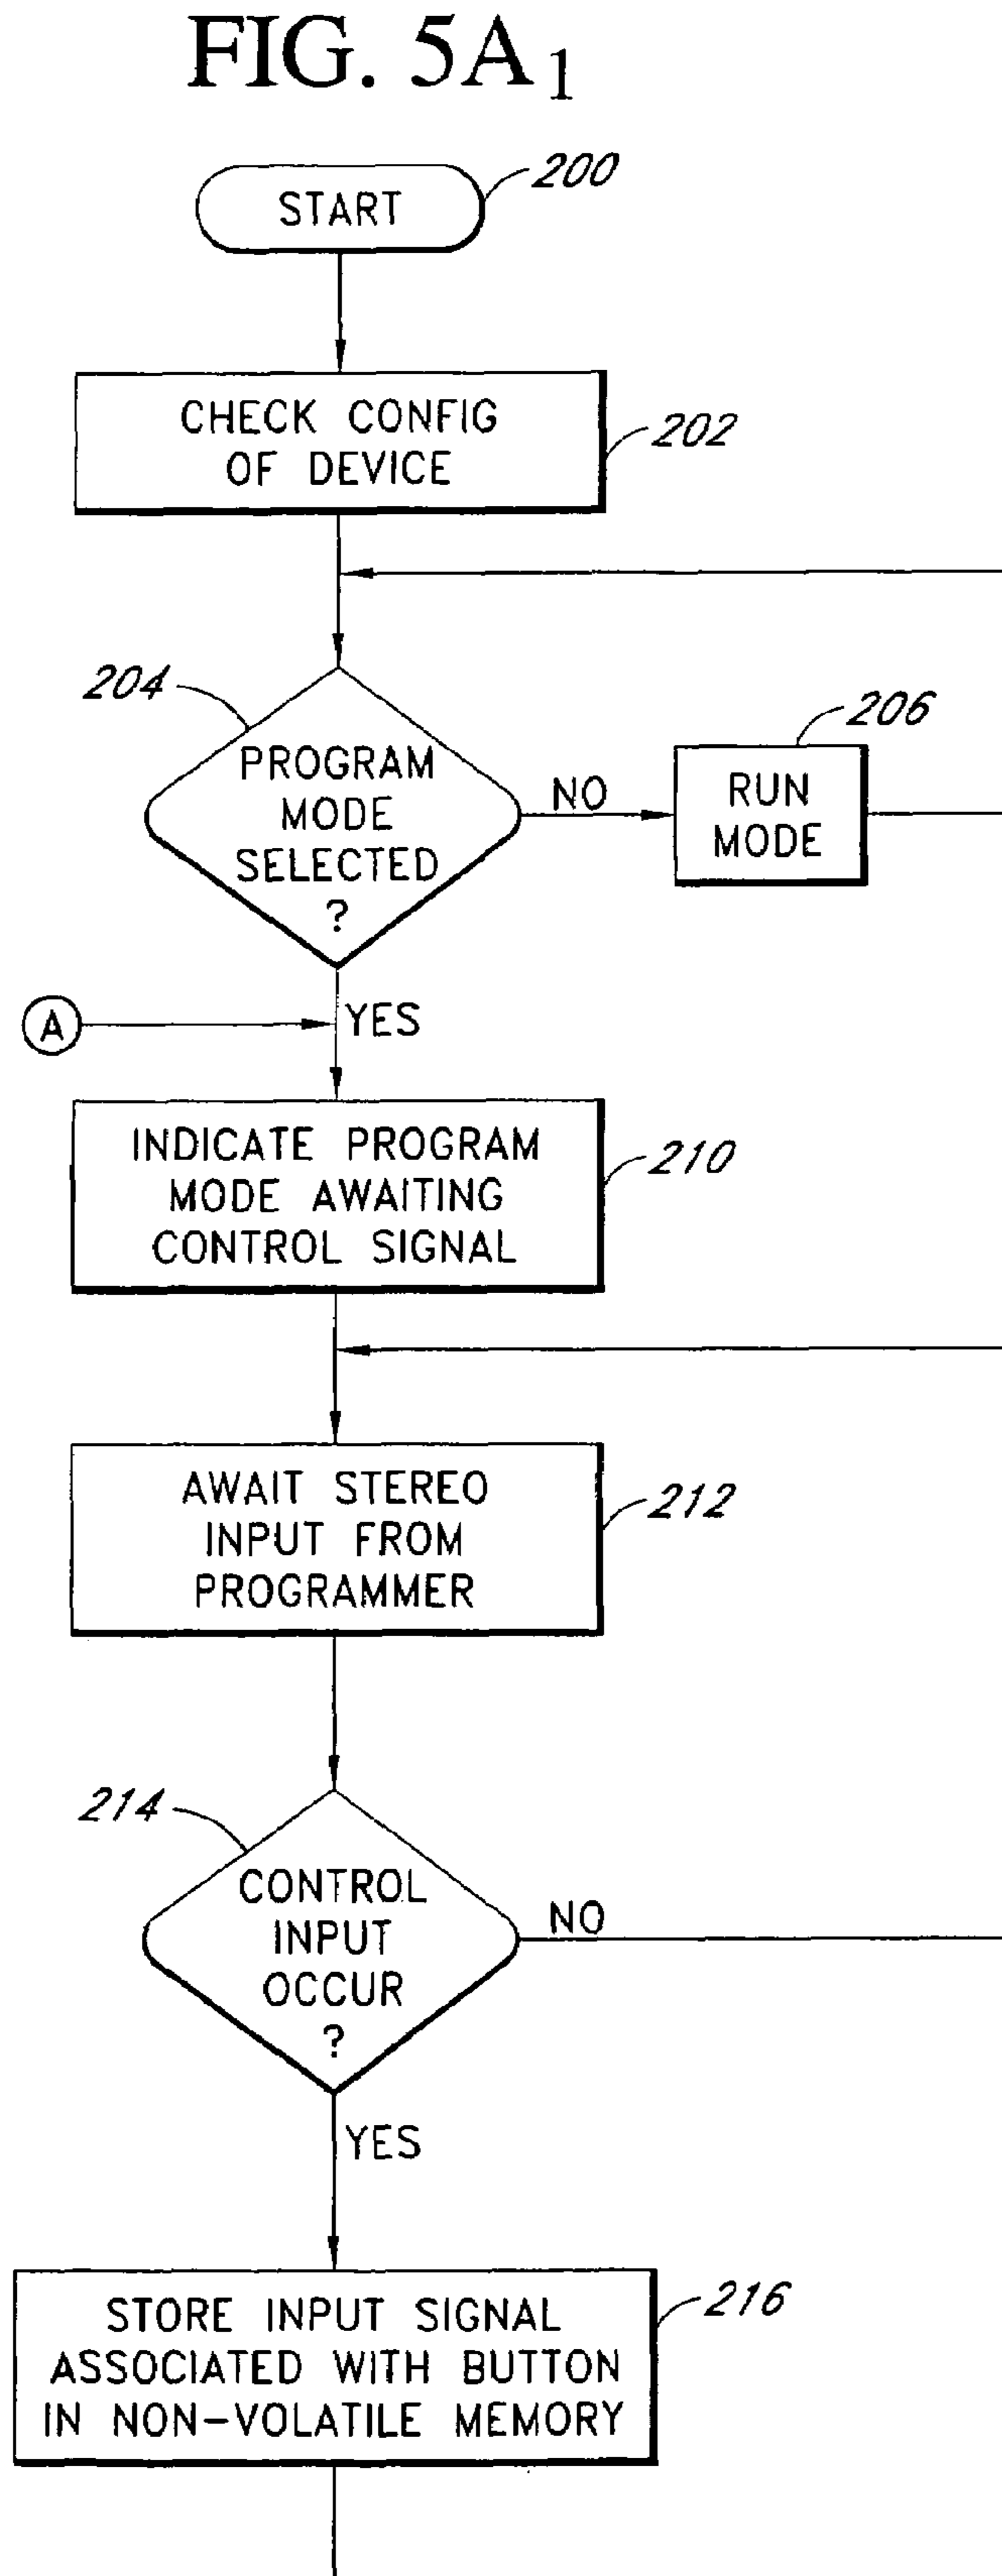 FIG. 5A1
START
200
CHECK CONFIG
OF DEVICE
202
204
PROGRAM
MODE
SELECTED
?
NO
206
RUN
MODE
A
YES
INDICATE PROGRAM
MODE AWAITING
CONTROL SIGNAL
210
AWAIT STEREO
INPUT FROM
PROGRAMMER
212
214
CONTROL
INPUT
OCCUR
?
NO
YES
STORE INPUT SIGNAL
ASSOCIATED WITH BUTTON
IN NON-VOLATILE MEMORY
216